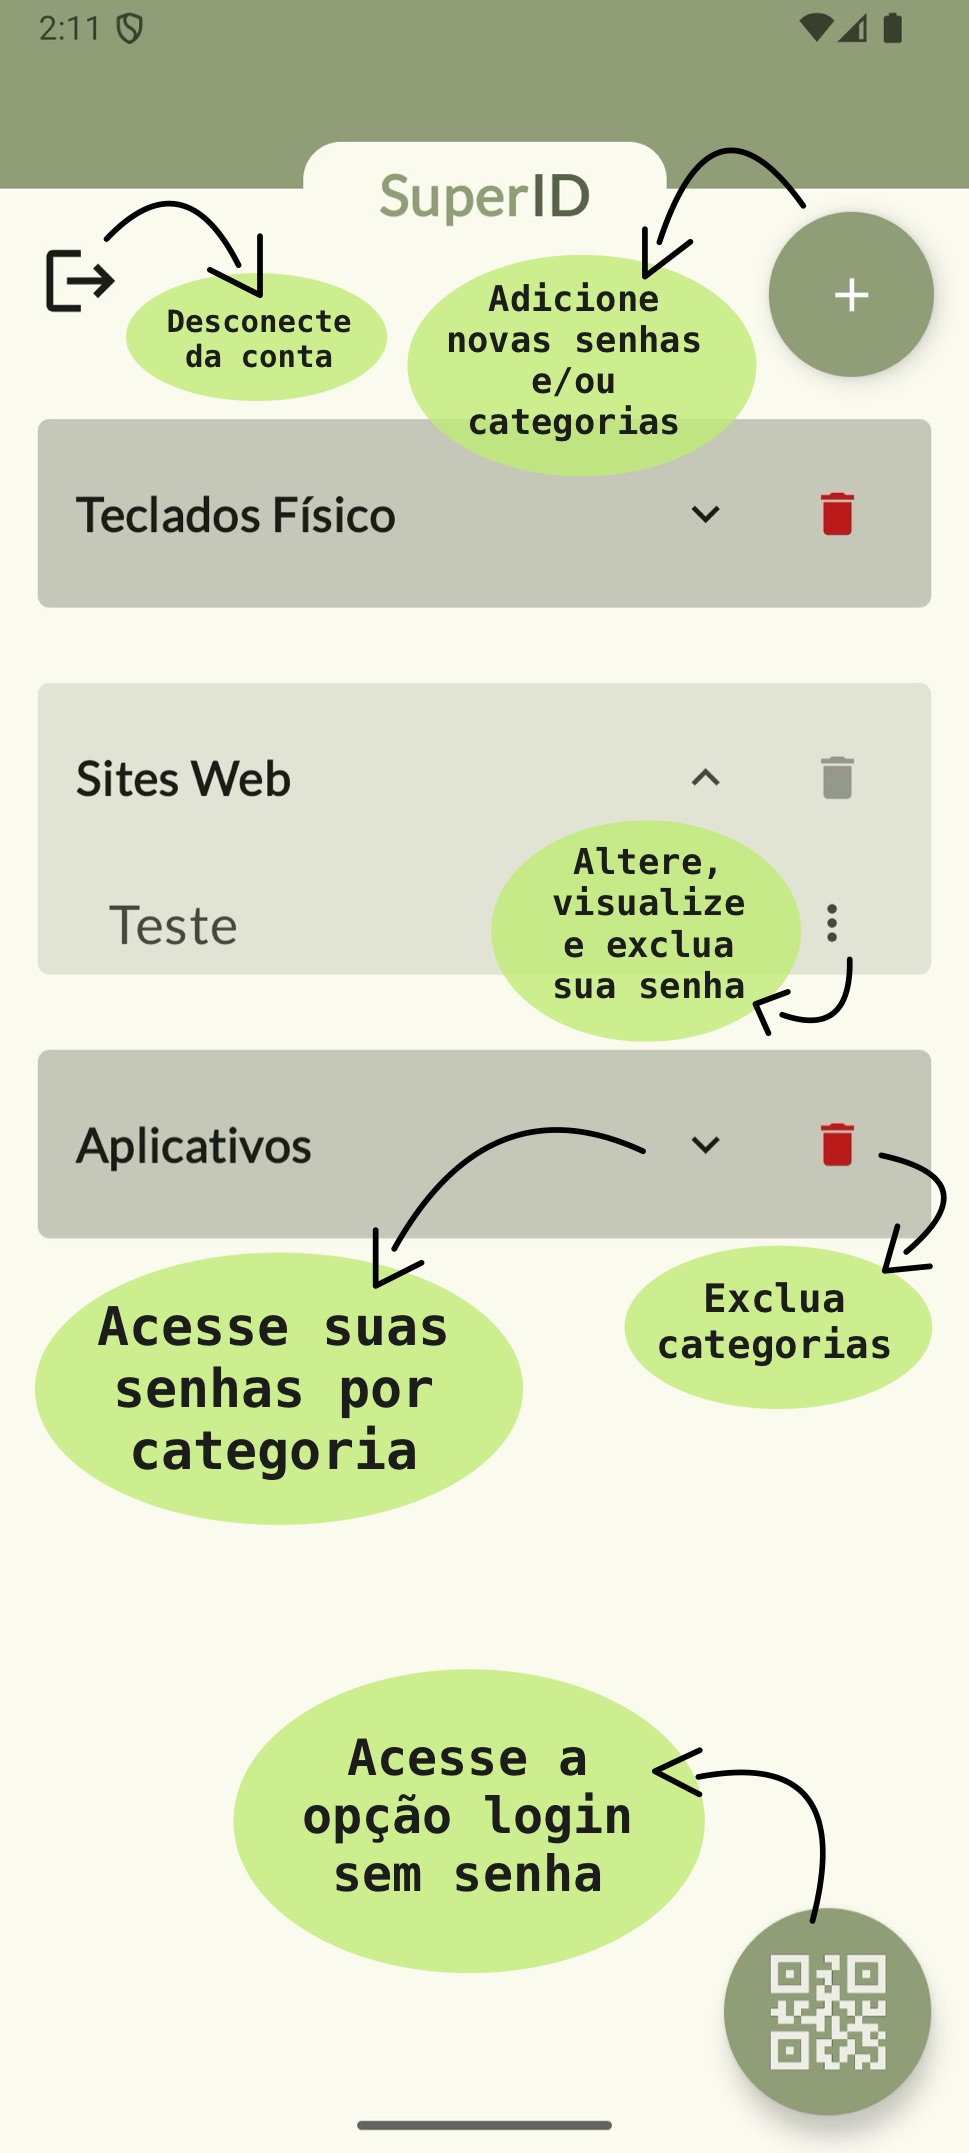 2:11
SuperID
Desconecte
da conta
Adicione
novas senhas
e/ou
categorias
Teclados Físico
Sites Web
Altere,
visualize
e exclua
sua senha
Teste
Aplicativos
Acesse suas
senhas por
categoria
Exclua
categorias
Acesse a
opção login
sem senha